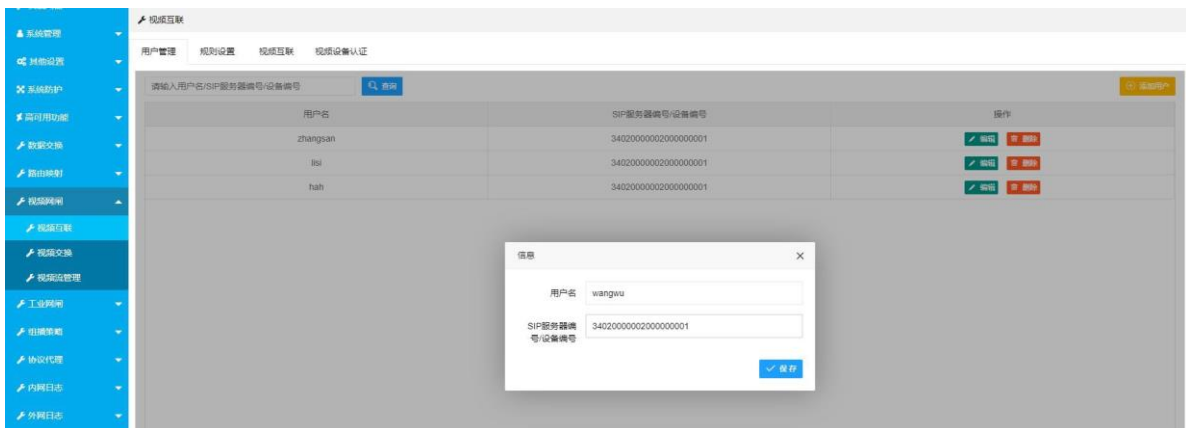 视频互联
系统管理
用户管理 规则设置 视频互联 视频设备认证
其他设置
请输入用户名/SIP服务器编号/设备编号 查询 添加用户
系统防护
用户名 SIP服务器编号/设备编号 操作
高可用功能
zhangsan 34020000002000000001 编辑 删除
数据交换
lisi 34020000002000000001 编辑 删除
路由映射
hah 34020000002000000001 编辑 删除
视频网闸
视频互联
视频交换
信息
视频流管理
用户名 wangwu
工业网闸
SIP服务器编号/设备编号 34020000002000000001
组播策略
协议代理
保存
内网日志
外网日志